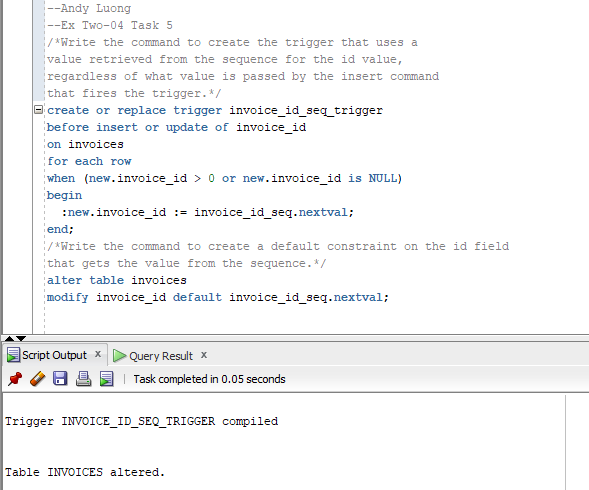 --Andy Luong
--Ex Two-04 Task 5
/*Write the command to create the trigger that uses a
value retrieved from the sequence for the id value,
regardless of what value is passed by the insert command
that fires the trigger.*/
create or replace trigger invoice_id_seq_trigger
before insert or update of invoice_id
on invoices
for each row
when (new.invoice_id > 0 or new.invoice_id is NULL)
begin
  :new.invoice_id := invoice_id_seq.nextval;
end;
/*Write the command to create a default constraint on the id field
that gets the value from the sequence.*/
alter table invoices
modify invoice_id default invoice_id_seq.nextval;
Script Output x Query Result x
Task completed in 0.05 seconds
Trigger INVOICE_ID_SEQ_TRIGGER compiled
Table INVOICES altered.